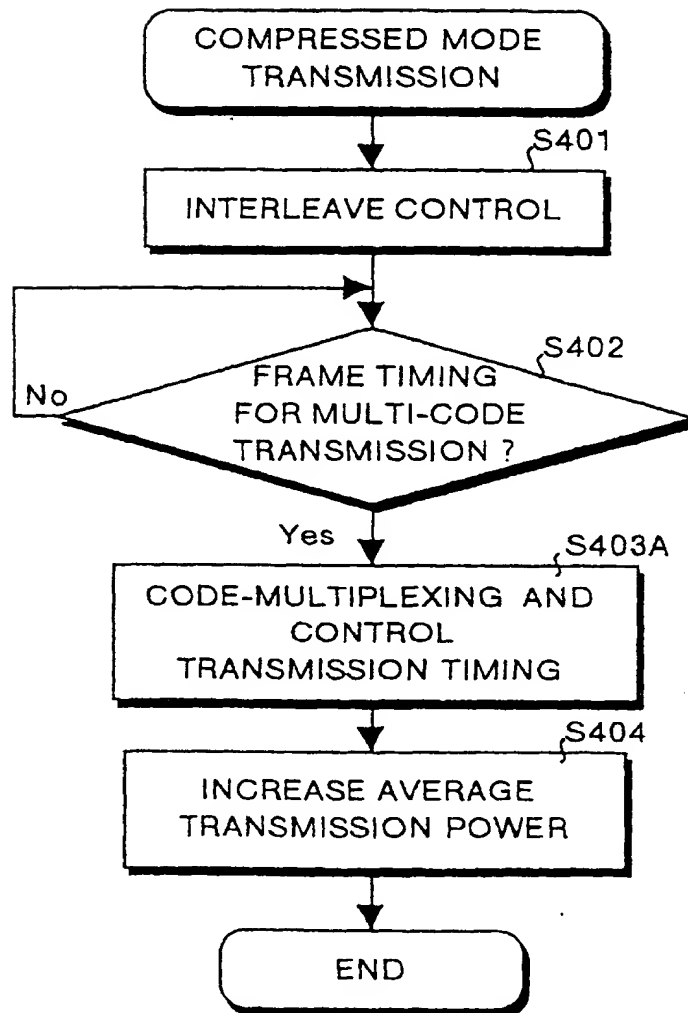 COMPRESSED MODE
TRANSMISSION
S401
INTERLEAVE CONTROL
S402
FRAME TIMING
FOR MULTI-CODE
TRANSMISSION ?
No
Yes
S403A
CODE-MULTIPLEXING AND
CONTROL
TRANSMISSION TIMING
S404
INCREASE AVERAGE
TRANSMISSION POWER
END